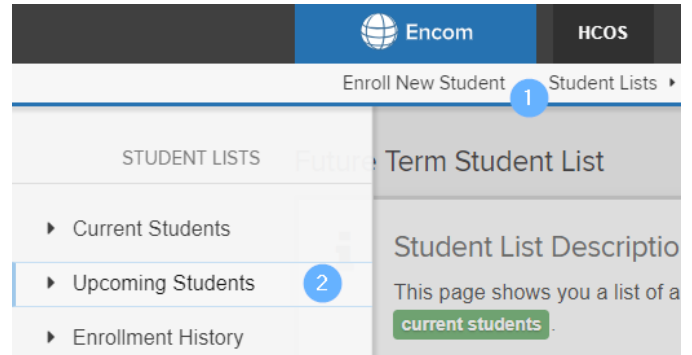 Encom
HCOS
Enroll New Student
1
Student Lists
STUDENT LISTS
Future Term Student List
Current Students
Upcoming Students
2
Enrollment History
Student List Descriptio
This page shows you a list of a
current students.